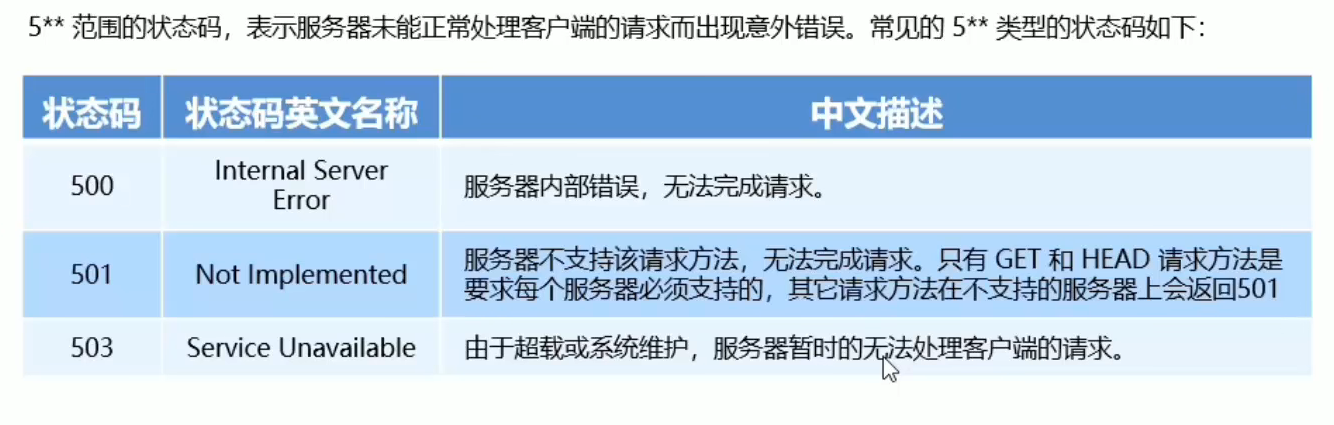 5** 范围的状态码，表示服务器未能正常处理客户端的请求而出现意外错误。常见的 5** 类型的状态码如下：
状态码 状态码英文名称 中文描述
500 Internal Server Error 服务器内部错误，无法完成请求。
501 Not Implemented 服务器不支持该请求方法，无法完成请求。只有 GET 和 HEAD 请求方法是
要求每个服务器必须支持的，其它请求方法在不支持的服务器上会返回501
503 Service Unavailable 由于超载或系统维护，服务器暂时的无法处理客户端的请求。